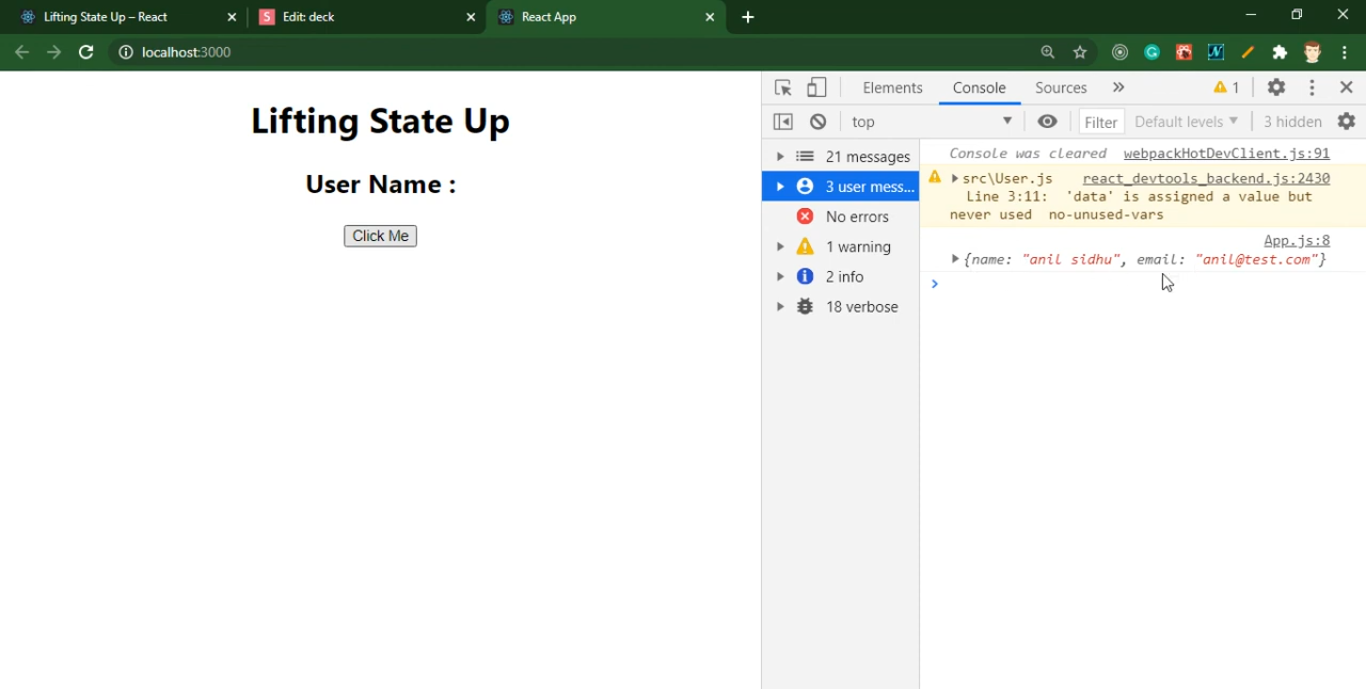 Lifting State Up – React
Edit: deck
React App
localhost:3000
Lifting State Up
User Name :
Click Me
Elements
Console
Sources
1
top
Filter
Default levels
3 hidden
21 messages
3 user mess...
No errors
1 warning
2 info
18 verbose
Console was cleared webpackHotDevClient.js:91
src\User.js react_devtools_backend.js:2430
Line 3:11: 'data' is assigned a value but
never used no-unused-vars
App.js:8
{name: "anil sidhu", email: "anil@test.com"}